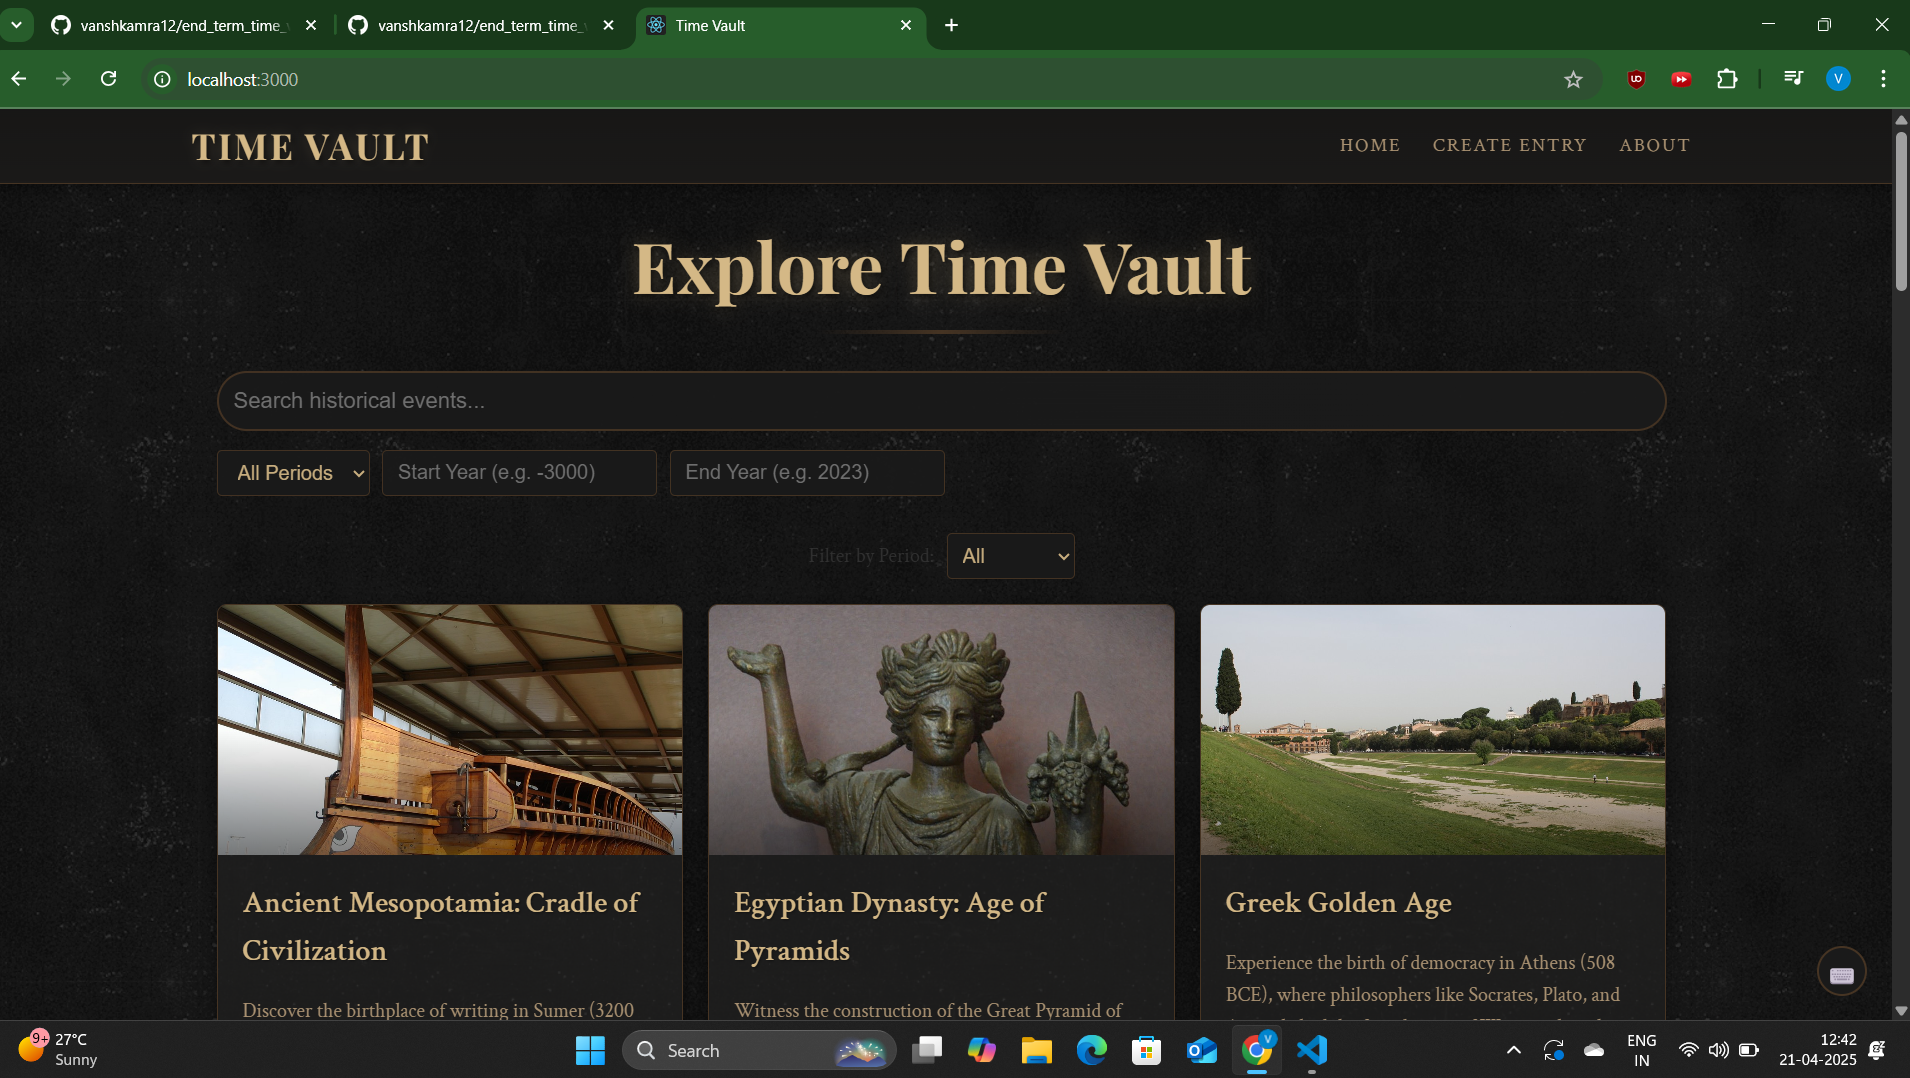 vanshkamra12/end_term_time_
vanshkamra12/end_term_time_
Time Vault
localhost:3000
V
TIME VAULT
HOME
CREATE ENTRY
ABOUT
Explore Time Vault
Search historical events...
All Periods
Start Year (e.g. -3000)
End Year (e.g. 2023)
Filter by Period:
All
Ancient Mesopotamia: Cradle of
Civilization
Discover the birthplace of writing in Sumer (3200
Egyptian Dynasty: Age of
Pyramids
Witness the construction of the Great Pyramid of
Greek Golden Age
Experience the birth of democracy in Athens (508
BCE), where philosophers like Socrates, Plato, and
9+
27°C
Sunny
Search
V
ENG
IN
12:42
21-04-2025